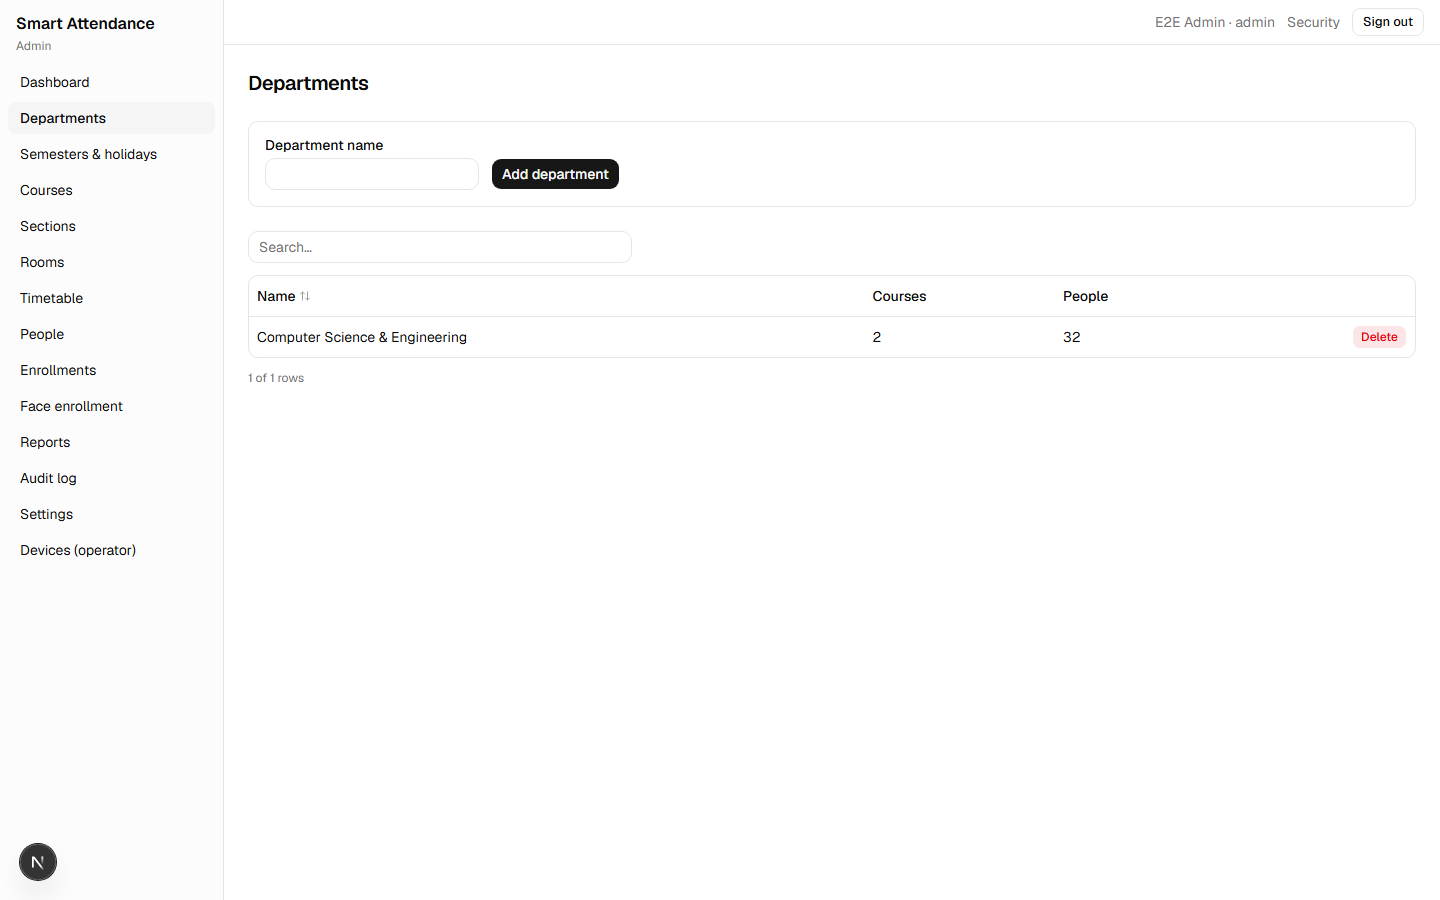 Smart Attendance
Admin
Dashboard
Departments
Semesters & holidays
Courses
Sections
Rooms
Timetable
People
Enrollments
Face enrollment
Reports
Audit log
Settings
Devices (operator)
N
E2E Admin · admin Security Sign out
Departments
Department name
Add department
Search...
Name Courses People
Computer Science & Engineering 2 32 Delete
1 of 1 rows